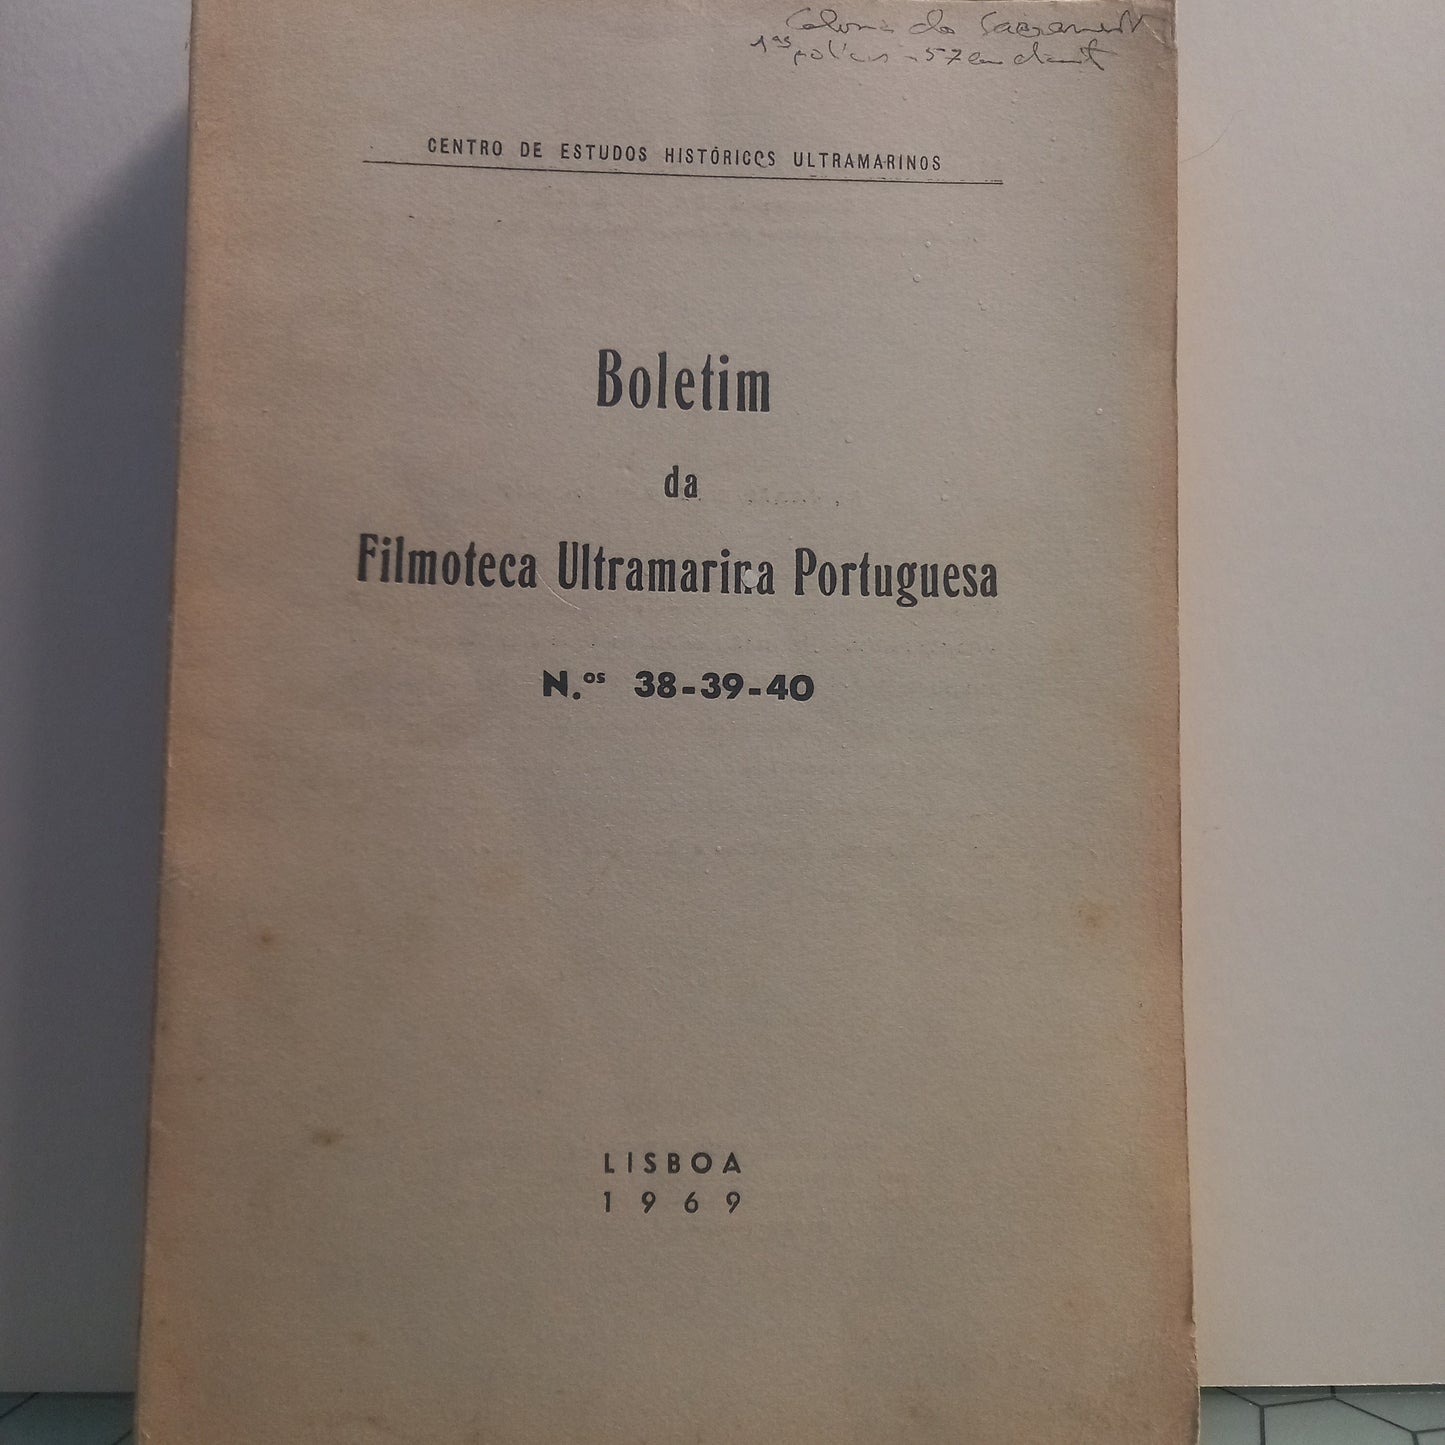 Colonia do Sacramento
1as
CENTRO DE ESTUDOS HISTÓRICOS ULTRAMARINOS
Boletim
da
Filmoteca Ultramarina Portuguesa
N.os 38-39-40
LISBOA
1969